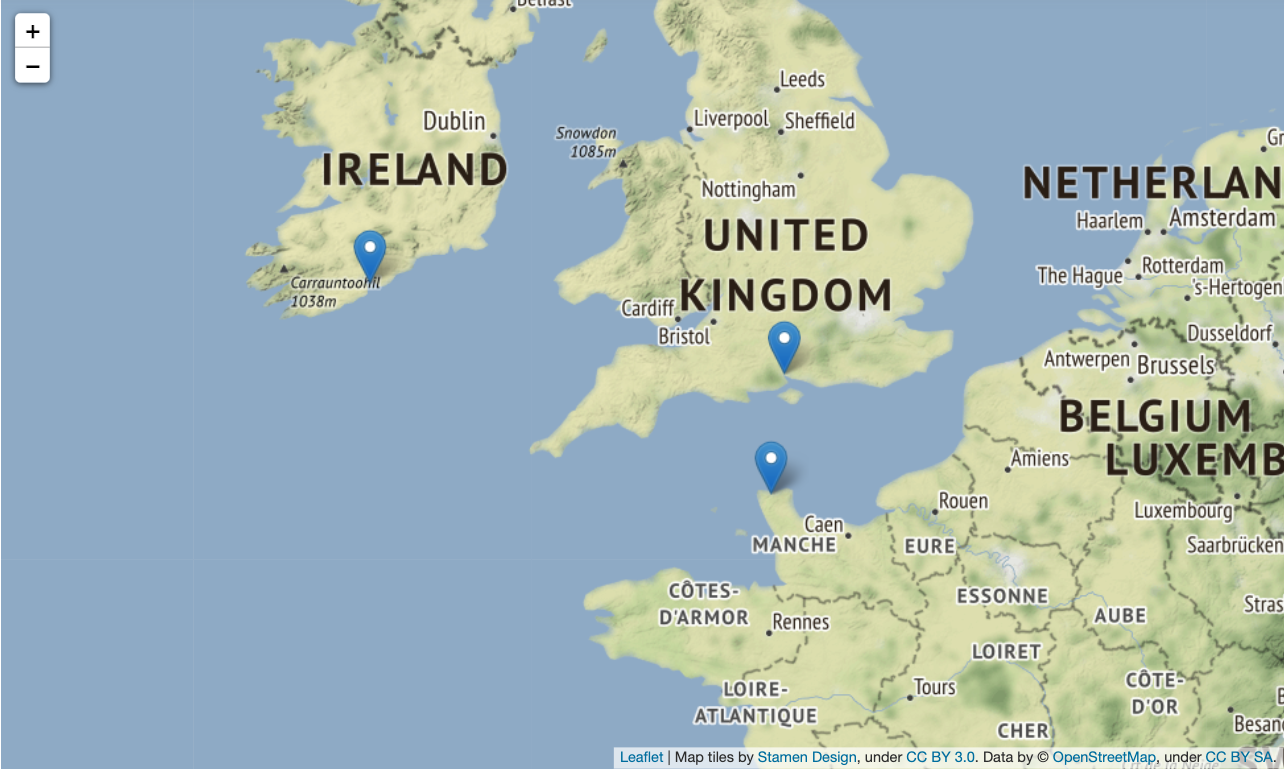 +
−
Belfast
Leeds
Liverpool
Sheffield
Dublin
Snowdon
1085m
IRELAND
Nottingham
Gr
NETHERLAN
Haarlem
Amsterdam
UNITED
KINGDOM
The Hague
Rotterdam
's-Hertogen
Carrauntoohil
1038m
Cardiff
Bristol
Dusseldorf
Antwerpen
Brussels
BELGIUM
LUXEMB
Amiens
Rouen
Luxembourg
Caen
MANCHE
EURE
Saarbrücken
CÔTES-
D'ARMOR
ESSONNE
Stras
Rennes
AUBE
LOIRET
LOIRE-
ATLANTIQUE
Tours
CÔTE-
D'OR
B
CHER
Besan
Leaflet | Map tiles by Stamen Design, under CC BY 3.0. Data by © OpenStreetMap, under CC BY SA.